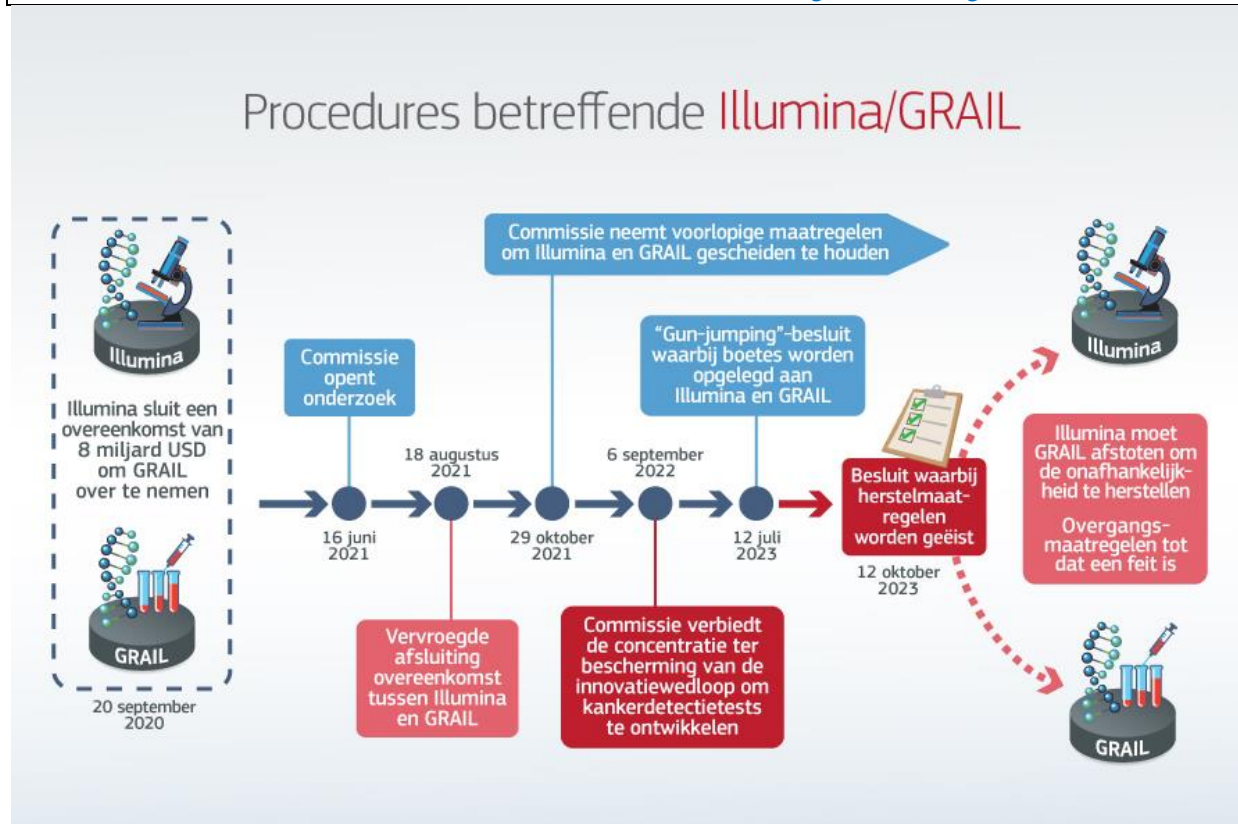 Procedures betreffende Illumina/GRAIL
Illumina
Illumina sluit een
overeenkomst van
8 miljard USD
om GRAIL
over te nemen
GRAIL
20 september
2020
Commissie
opent
onderzoek
16 juni
2021
18 augustus
2021
Vervroegde
afsluiting
overeenkomst
tussen Illumina
en GRAIL
Commissie neemt voorlopige maatregelen
om Illumina en GRAIL gescheiden te houden
29 oktober
2021
6 september
2022
Commissie verbiedt
de concentratie ter
bescherming van de
innovatiewedloop om
kankerdetectietests
te ontwikkelen
“Gun-jumping”-besluit
waarbij boetes worden
opgelegd aan
Illumina en GRAIL
12 juli
2023
Besluit waarbij
herstelmaat-
regelen
worden geëist
12 oktober
2023
Illumina
Illumina moet
GRAIL afstoten om
de onafhankelijk-
heid te herstellen
Overgangs-
maatregelen tot
dat een feit is
GRAIL